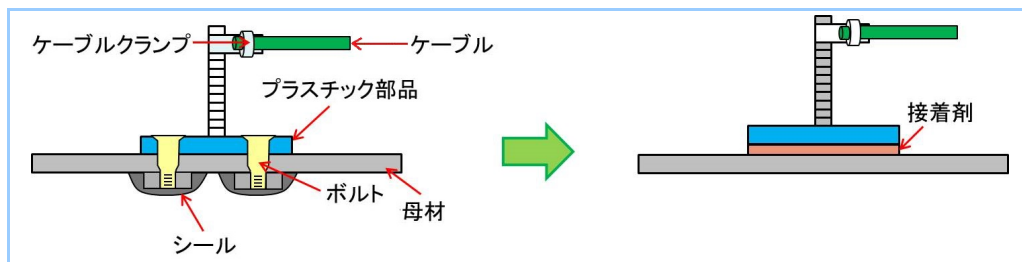 ケーブルクランプ
ケーブル
プラスチック部品
接着剤
ボルト
母材
シール